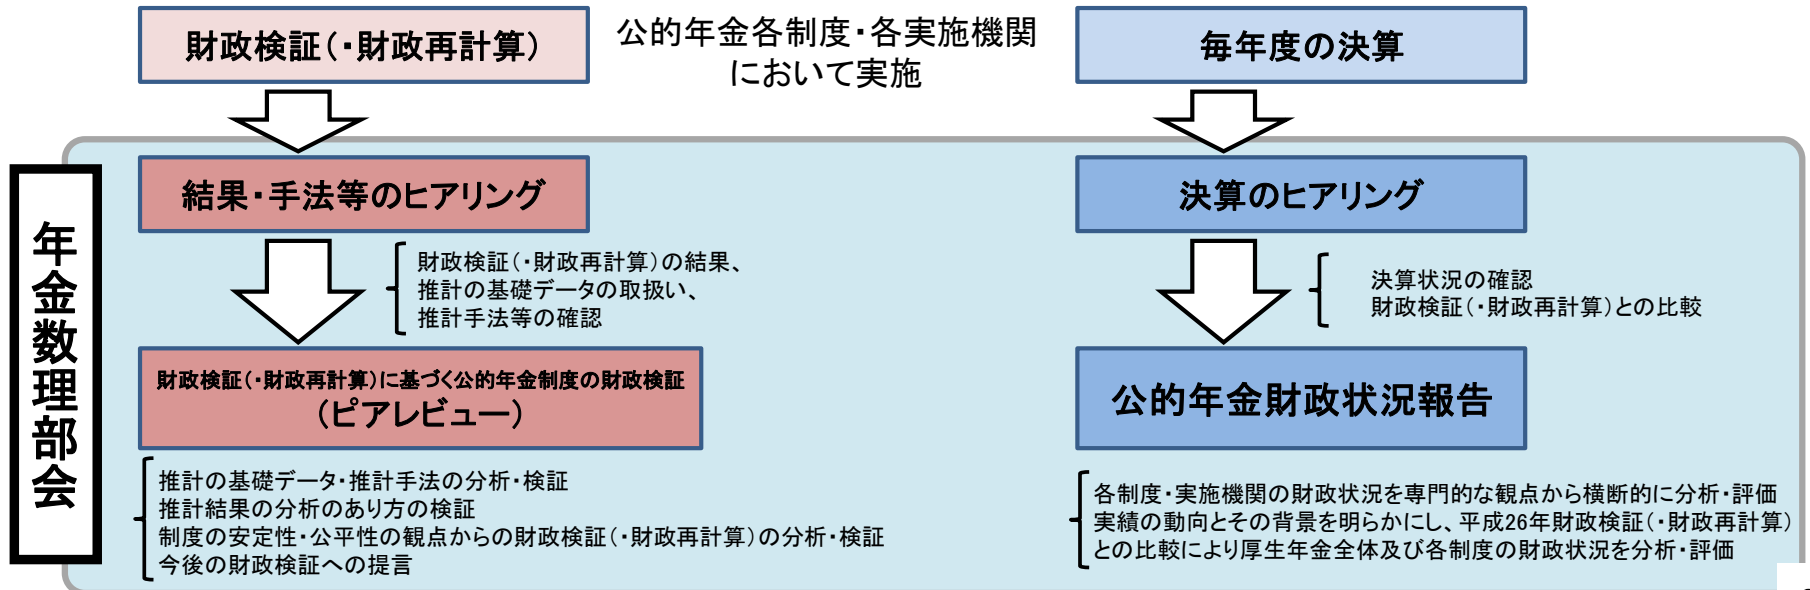 財政検証(・財政再計算)
公的年金各制度・各実施機関
において実施
毎年度の決算
年金数理部会
結果・手法等のヒアリング
財政検証(・財政再計算)の結果、
推計の基礎データの取扱い、
推計手法等の確認
財政検証(・財政再計算)に基づく公的年金制度の財政検証
(ピアレビュー)
推計の基礎データ・推計手法の分析・検証
推計結果の分析のあり方の検証
制度の安定性・公平性の観点からの財政検証(・財政再計算)の分析・検証
今後の財政検証への提言
決算のヒアリング
決算状況の確認
財政検証(・財政再計算)との比較
公的年金財政状況報告
各制度・実施機関の財政状況を専門的な観点から横断的に分析・評価
実績の動向とその背景を明らかにし、平成26年財政検証(・財政再計算)
との比較により厚生年金全体及び各制度の財政状況を分析・評価